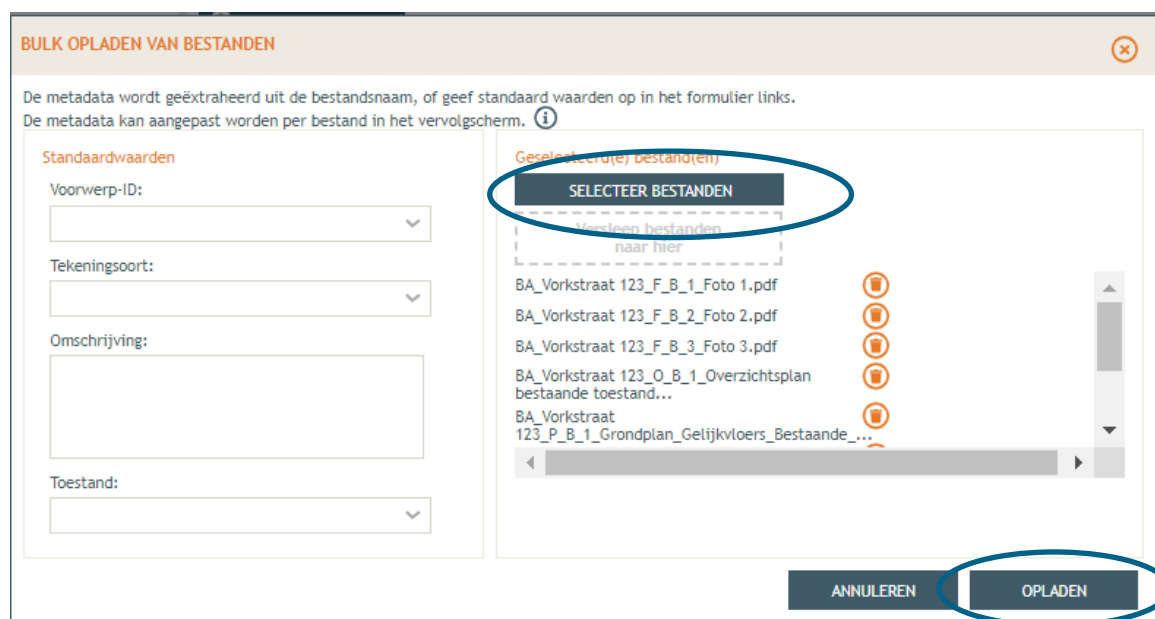 BULK OPLADEN VAN BESTANDEN
De metadata wordt geëxtraheerd uit de bestandsnaam, of geef standaard waarden op in het formulier links.
De metadata kan aangepast worden per bestand in het vervolgscherm.
Standaardwaarden
Voorwerp-ID:
Tekeningsoort:
Omschrijving:
Toestand:
Geselecteerd(e) bestand(en)
SELECTEER BESTANDEN
Versleep bestanden
naar hier
BA_Vorkstraat 123_F_B_1_Foto 1.pdf
BA_Vorkstraat 123_F_B_2_Foto 2.pdf
BA_Vorkstraat 123_F_B_3_Foto 3.pdf
BA_Vorkstraat 123_O_B_1_Overzichtsplan
bestaande toestand...
BA_Vorkstraat
123_P_B_1_Grondplan_Gelijkvloers_Bestaande_...
ANNULEREN
OPLADEN